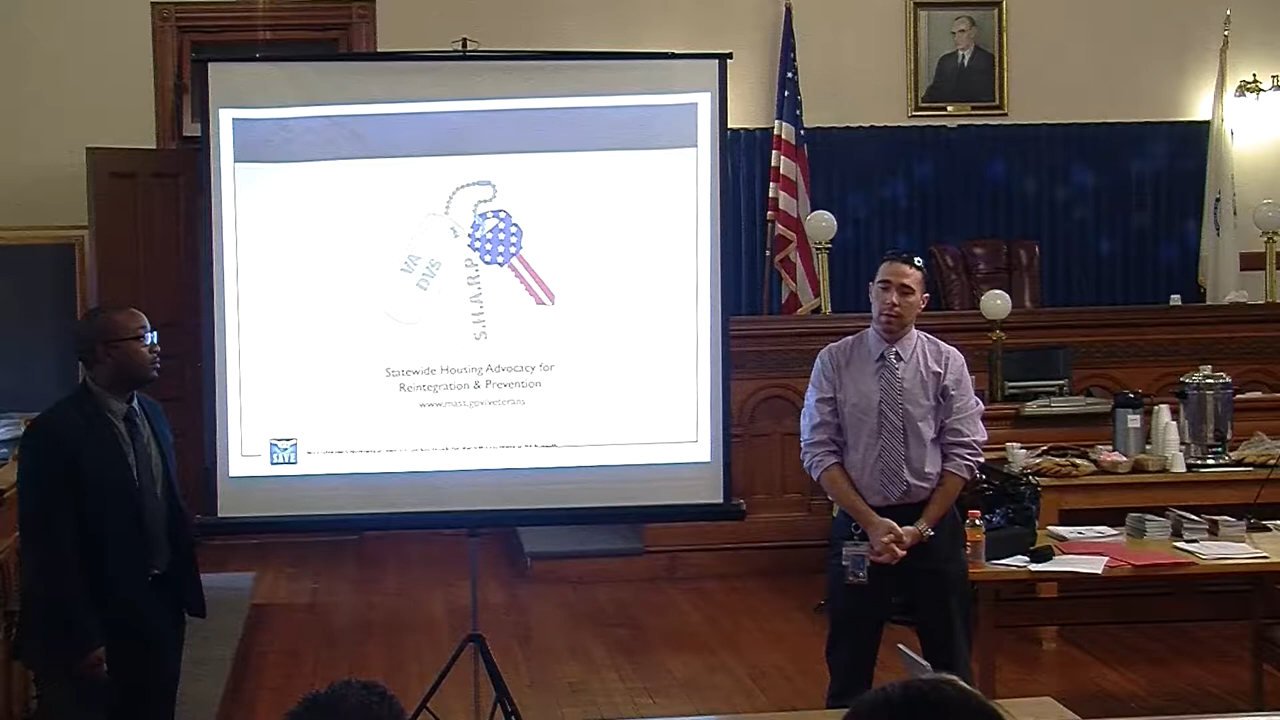 VA
DVS
S.H.A.R.P
Statewide Housing Advocacy for
Reintegration & Prevention
www.mass.gov/veterans
SAVE